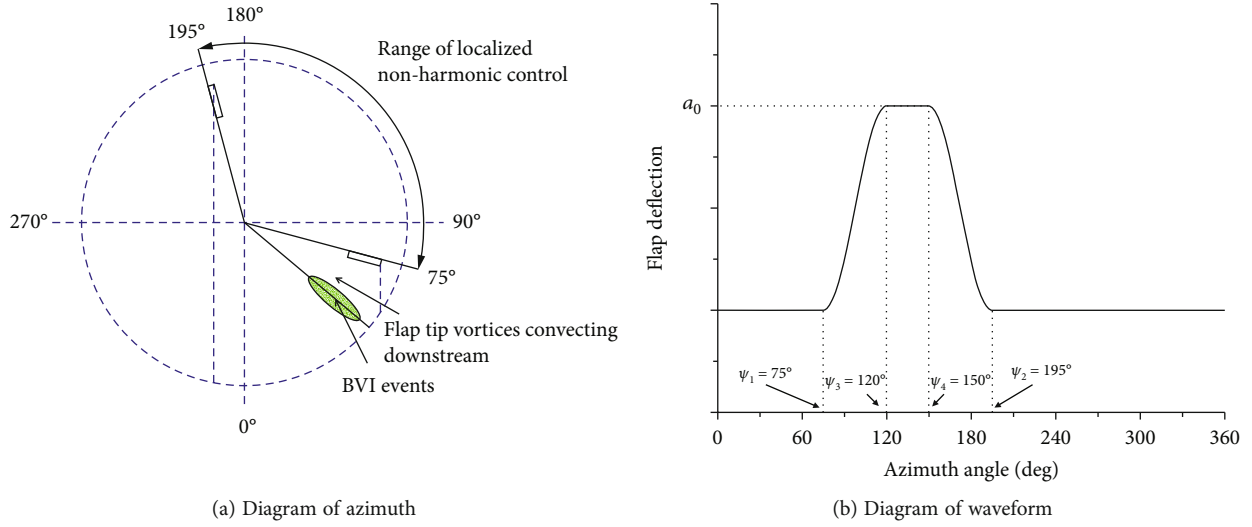 180°
195°
Range of localized
non-harmonic control
270°
90°
75°
Flap tip vortices convecting
downstream
BVI events
0°
(a) Diagram of azimuth
a₀
Flap deflection
ψ₁ = 75°
ψ₃ = 120°
ψ₄ = 150°
ψ₂ = 195°
0 60 120 180 240 300 360
Azimuth angle (deg)
(b) Diagram of waveform